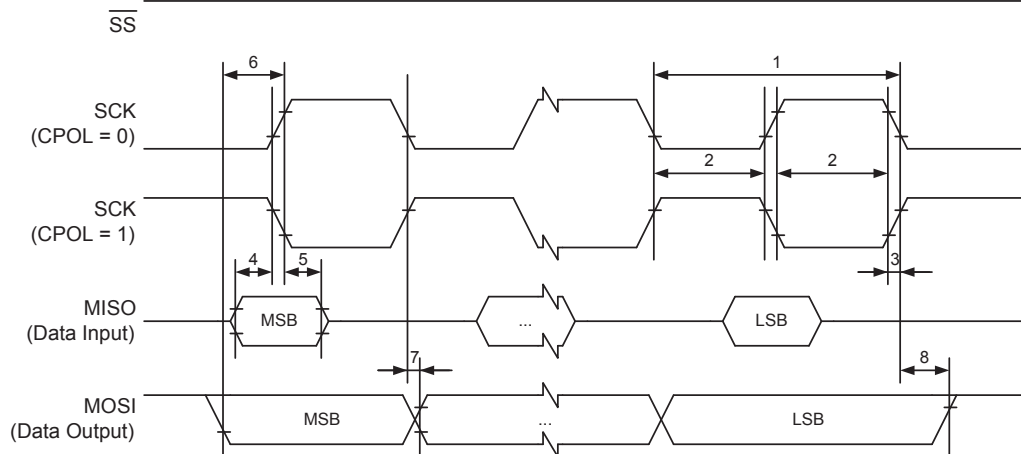 SS
6
1
SCK
(CPOL = 0)
2
2
SCK
(CPOL = 1)
4
5
3
MISO
(Data Input)
MSB
...
LSB
7
8
MOSI
(Data Output)
MSB
...
LSB